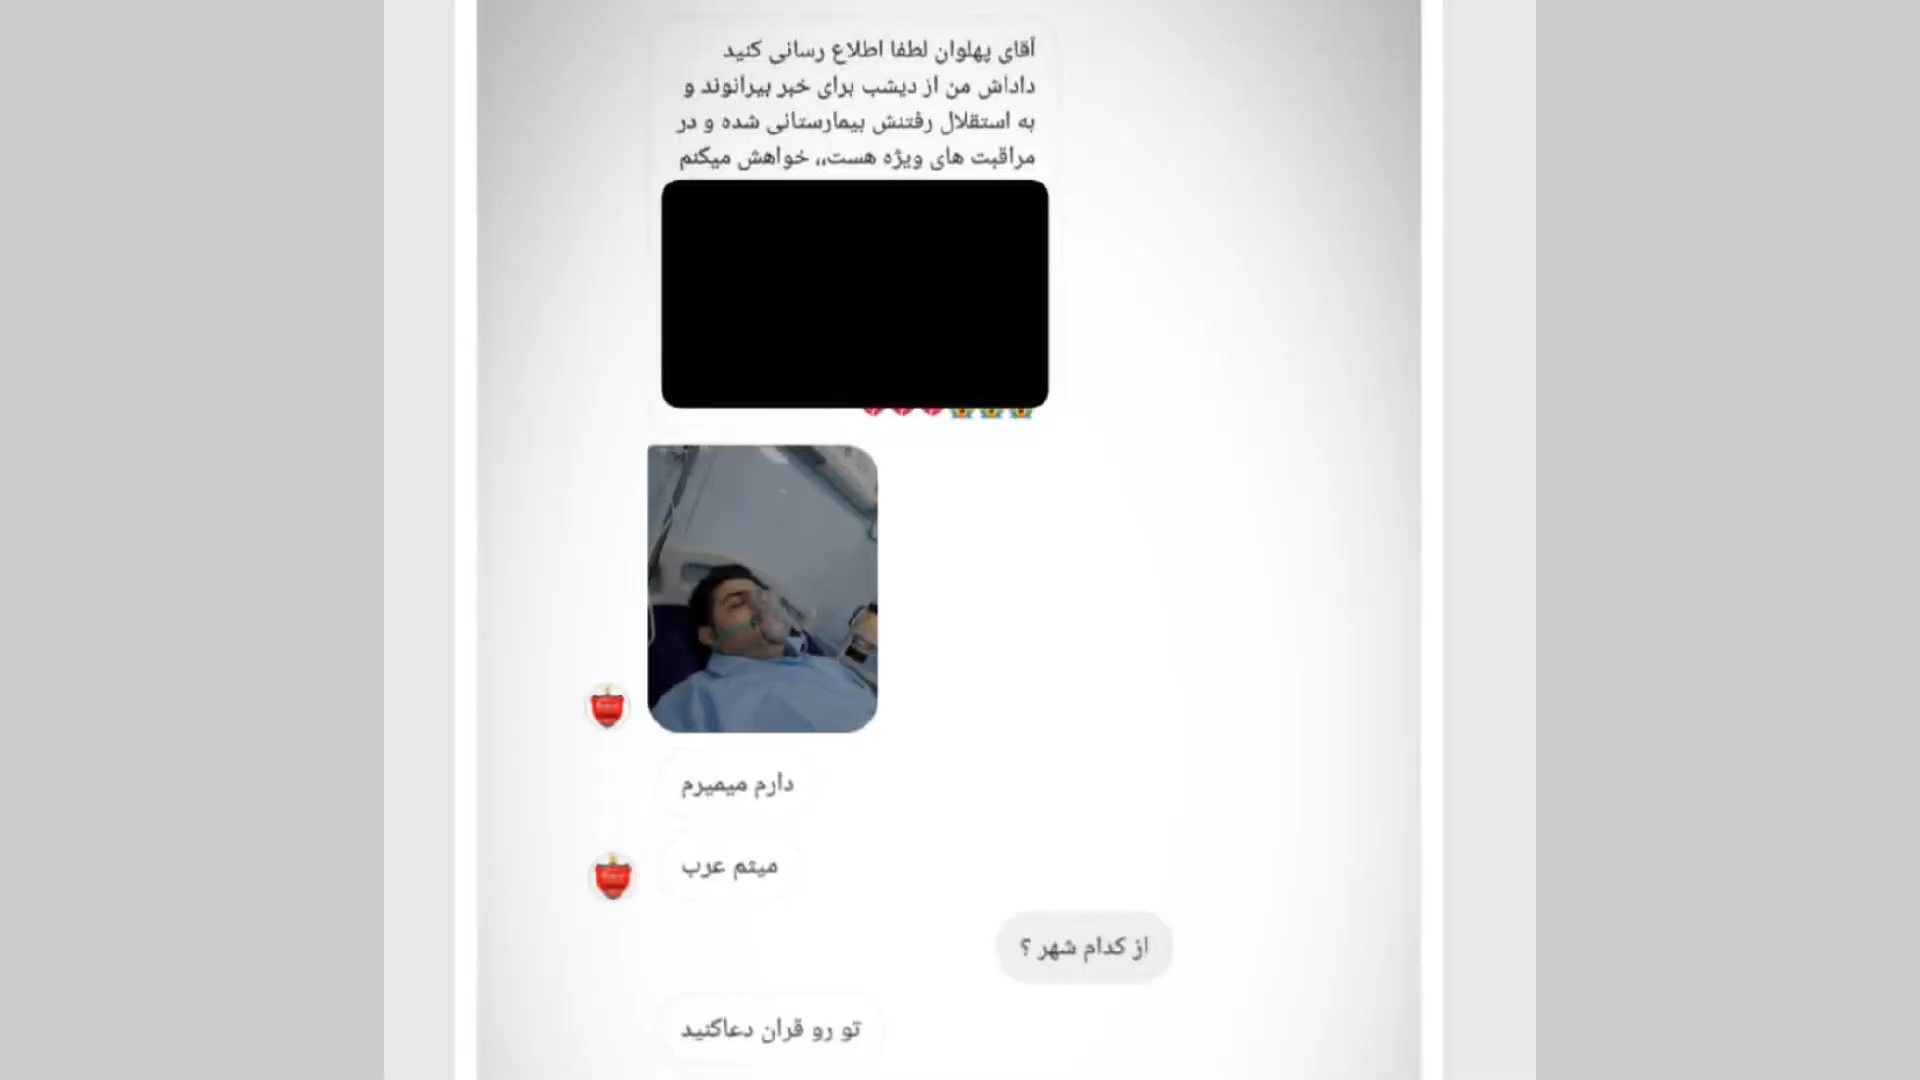 آقای پهلوان لطفا اطلاع رسانی کنید
داداش من از دیشب برای خبر بیرانوند و
به استقلال رفتنش بیمارستانی شده و در
مراقبت های ویژه هست،، خواهش میکنم
دارم میمیرم
میثم عرب
از کدام شهر ؟
تو رو قران دعاکنید